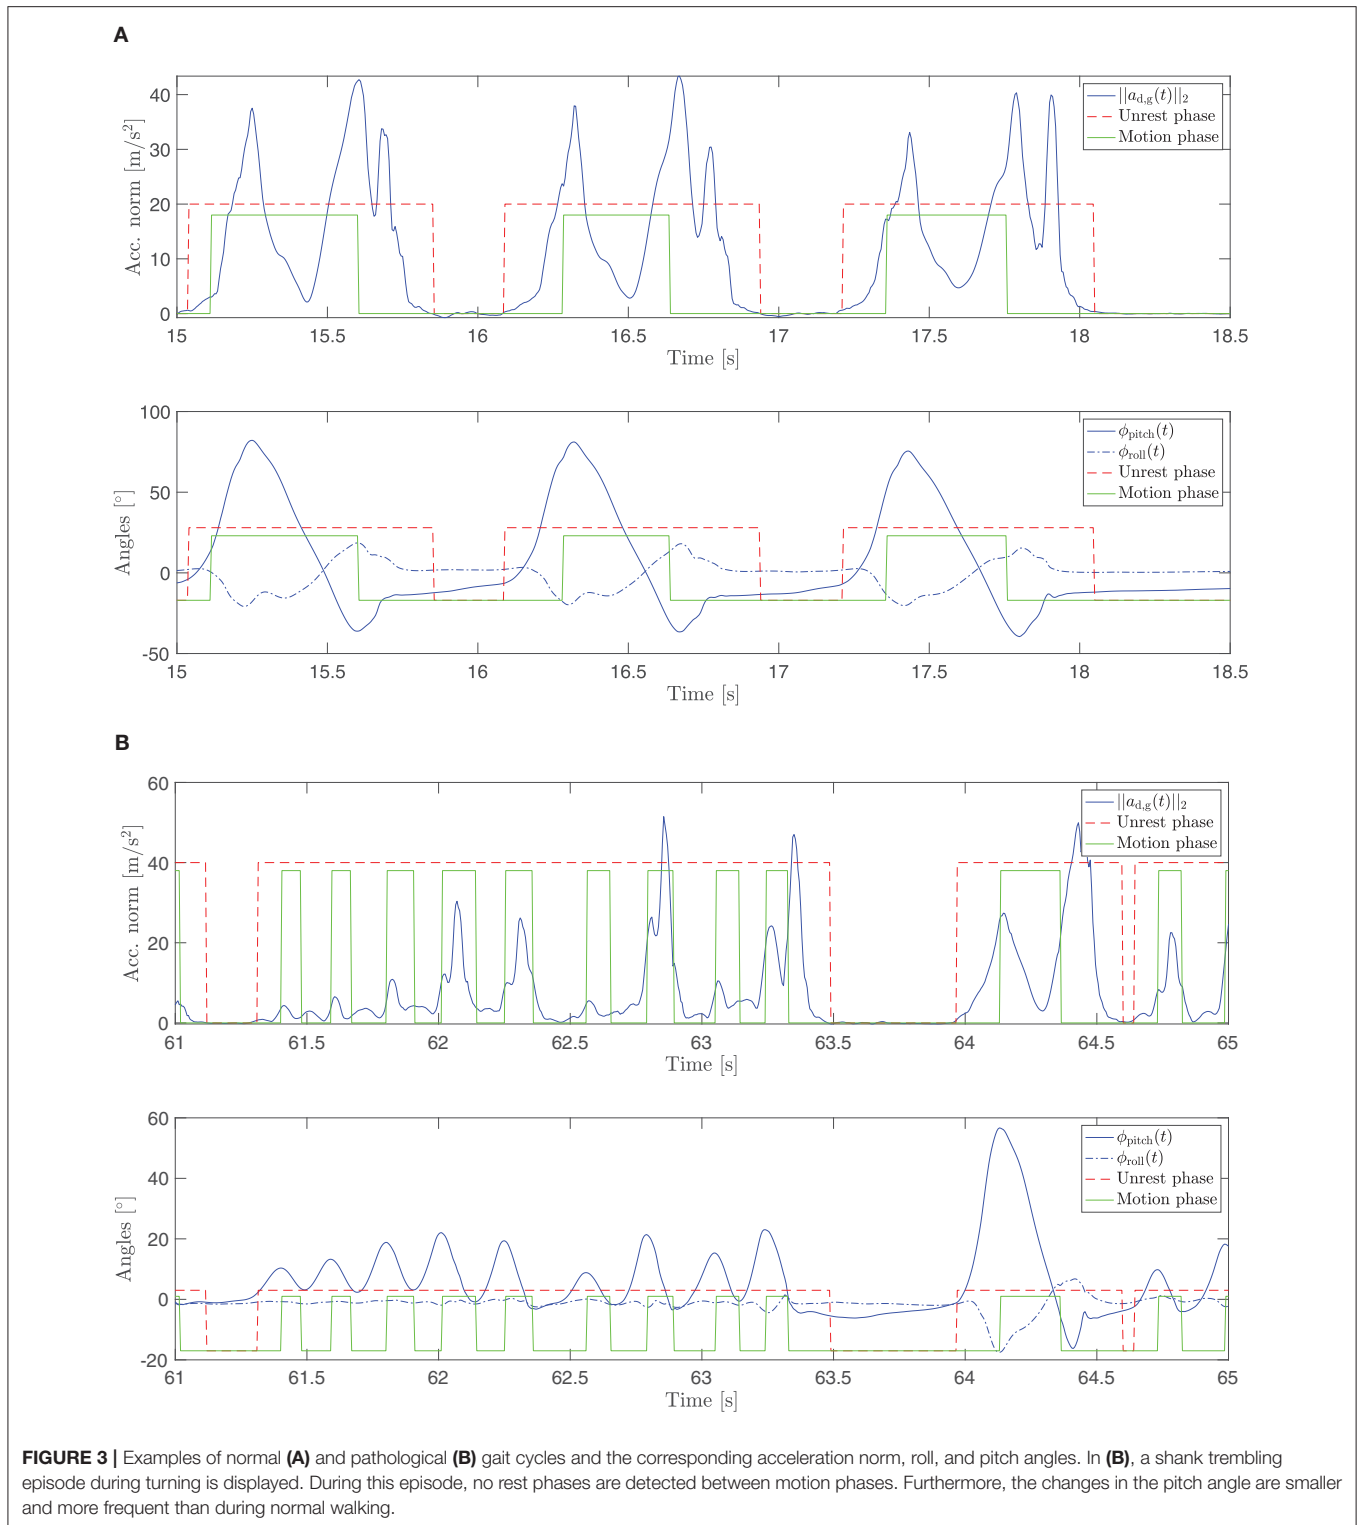 A
40
30
20
10
0
Acc. norm [m/s²]
||a_d,g(t)||₂
Unrest phase
Motion phase
15 15.5 16 16.5 17 17.5 18 18.5
Time [s]
100
50
0
-50
Angles [°]
ϕ_pitch(t)
ϕ_roll(t)
Unrest phase
Motion phase
15 15.5 16 16.5 17 17.5 18 18.5
Time [s]
B
60
40
20
0
Acc. norm [m/s²]
||a_d,g(t)||₂
Unrest phase
Motion phase
61 61.5 62 62.5 63 63.5 64 64.5 65
Time [s]
60
40
20
0
-20
Angles [°]
ϕ_pitch(t)
ϕ_roll(t)
Unrest phase
Motion phase
61 61.5 62 62.5 63 63.5 64 64.5 65
Time [s]
FIGURE 3 | Examples of normal (A) and pathological (B) gait cycles and the corresponding acceleration norm, roll, and pitch angles. In (B), a shank trembling
episode during turning is displayed. During this episode, no rest phases are detected between motion phases. Furthermore, the changes in the pitch angle are smaller
and more frequent than during normal walking.